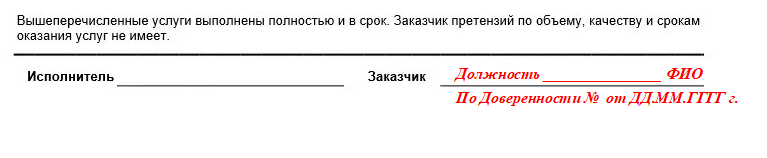 Вышеперечисленные услуги выполнены полностью и в срок. Заказчик претензий по объему, качеству и срокам
оказания услуг не имеет.
Исполнитель ______________________________ Заказчик Должность _______________ ФИО
По Доверенности № от ДД.ММ.ГГГГ г.